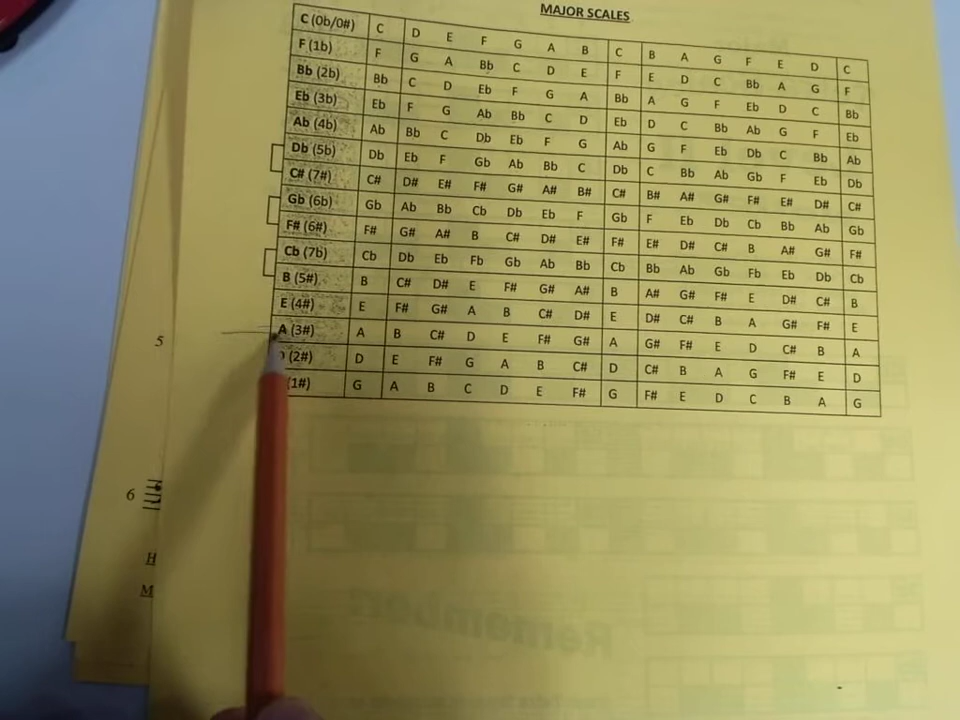 MAJOR SCALES
C (0b/0#) C D E F G A B C B A G F E D C
F (1b) F G A Bb C D E F E D C Bb A G F
Bb (2b) Bb C D Eb F G A Bb A G F Eb D C Bb
Eb (3b) Eb F G Ab Bb C D Eb D C Bb Ab G F Eb
Ab (4b) Ab Bb C Db Eb F G Ab G F Eb Db C Bb Ab
Db (5b) Db Eb F Gb Ab Bb C Db C Bb Ab Gb F Eb Db
C# (7#) C# D# E# F# G# A# B# C# B# A# G# F# E# D# C#
Gb (6b) Gb Ab Bb Cb Db Eb F Gb F Eb Db Cb Bb Ab Gb
F# (6#) F# G# A# B C# D# E# F# E# D# C# B A# G# F#
Cb (7b) Cb Db Eb Fb Gb Ab Bb Cb Bb Ab Gb Fb Eb Db Cb
B (5#) B C# D# E F# G# A# B A# G# F# E D# C# B
E (4#) E F# G# A B C# D# E D# C# B A G# F# E
A (3#) A B C# D E F# G# A G# F# E D C# B A
(2#) D E F# G A B C# D C# B A G F# E D
(1#) G A B C D E F# G F# E D C B A G
5
6
H
M
Remember: